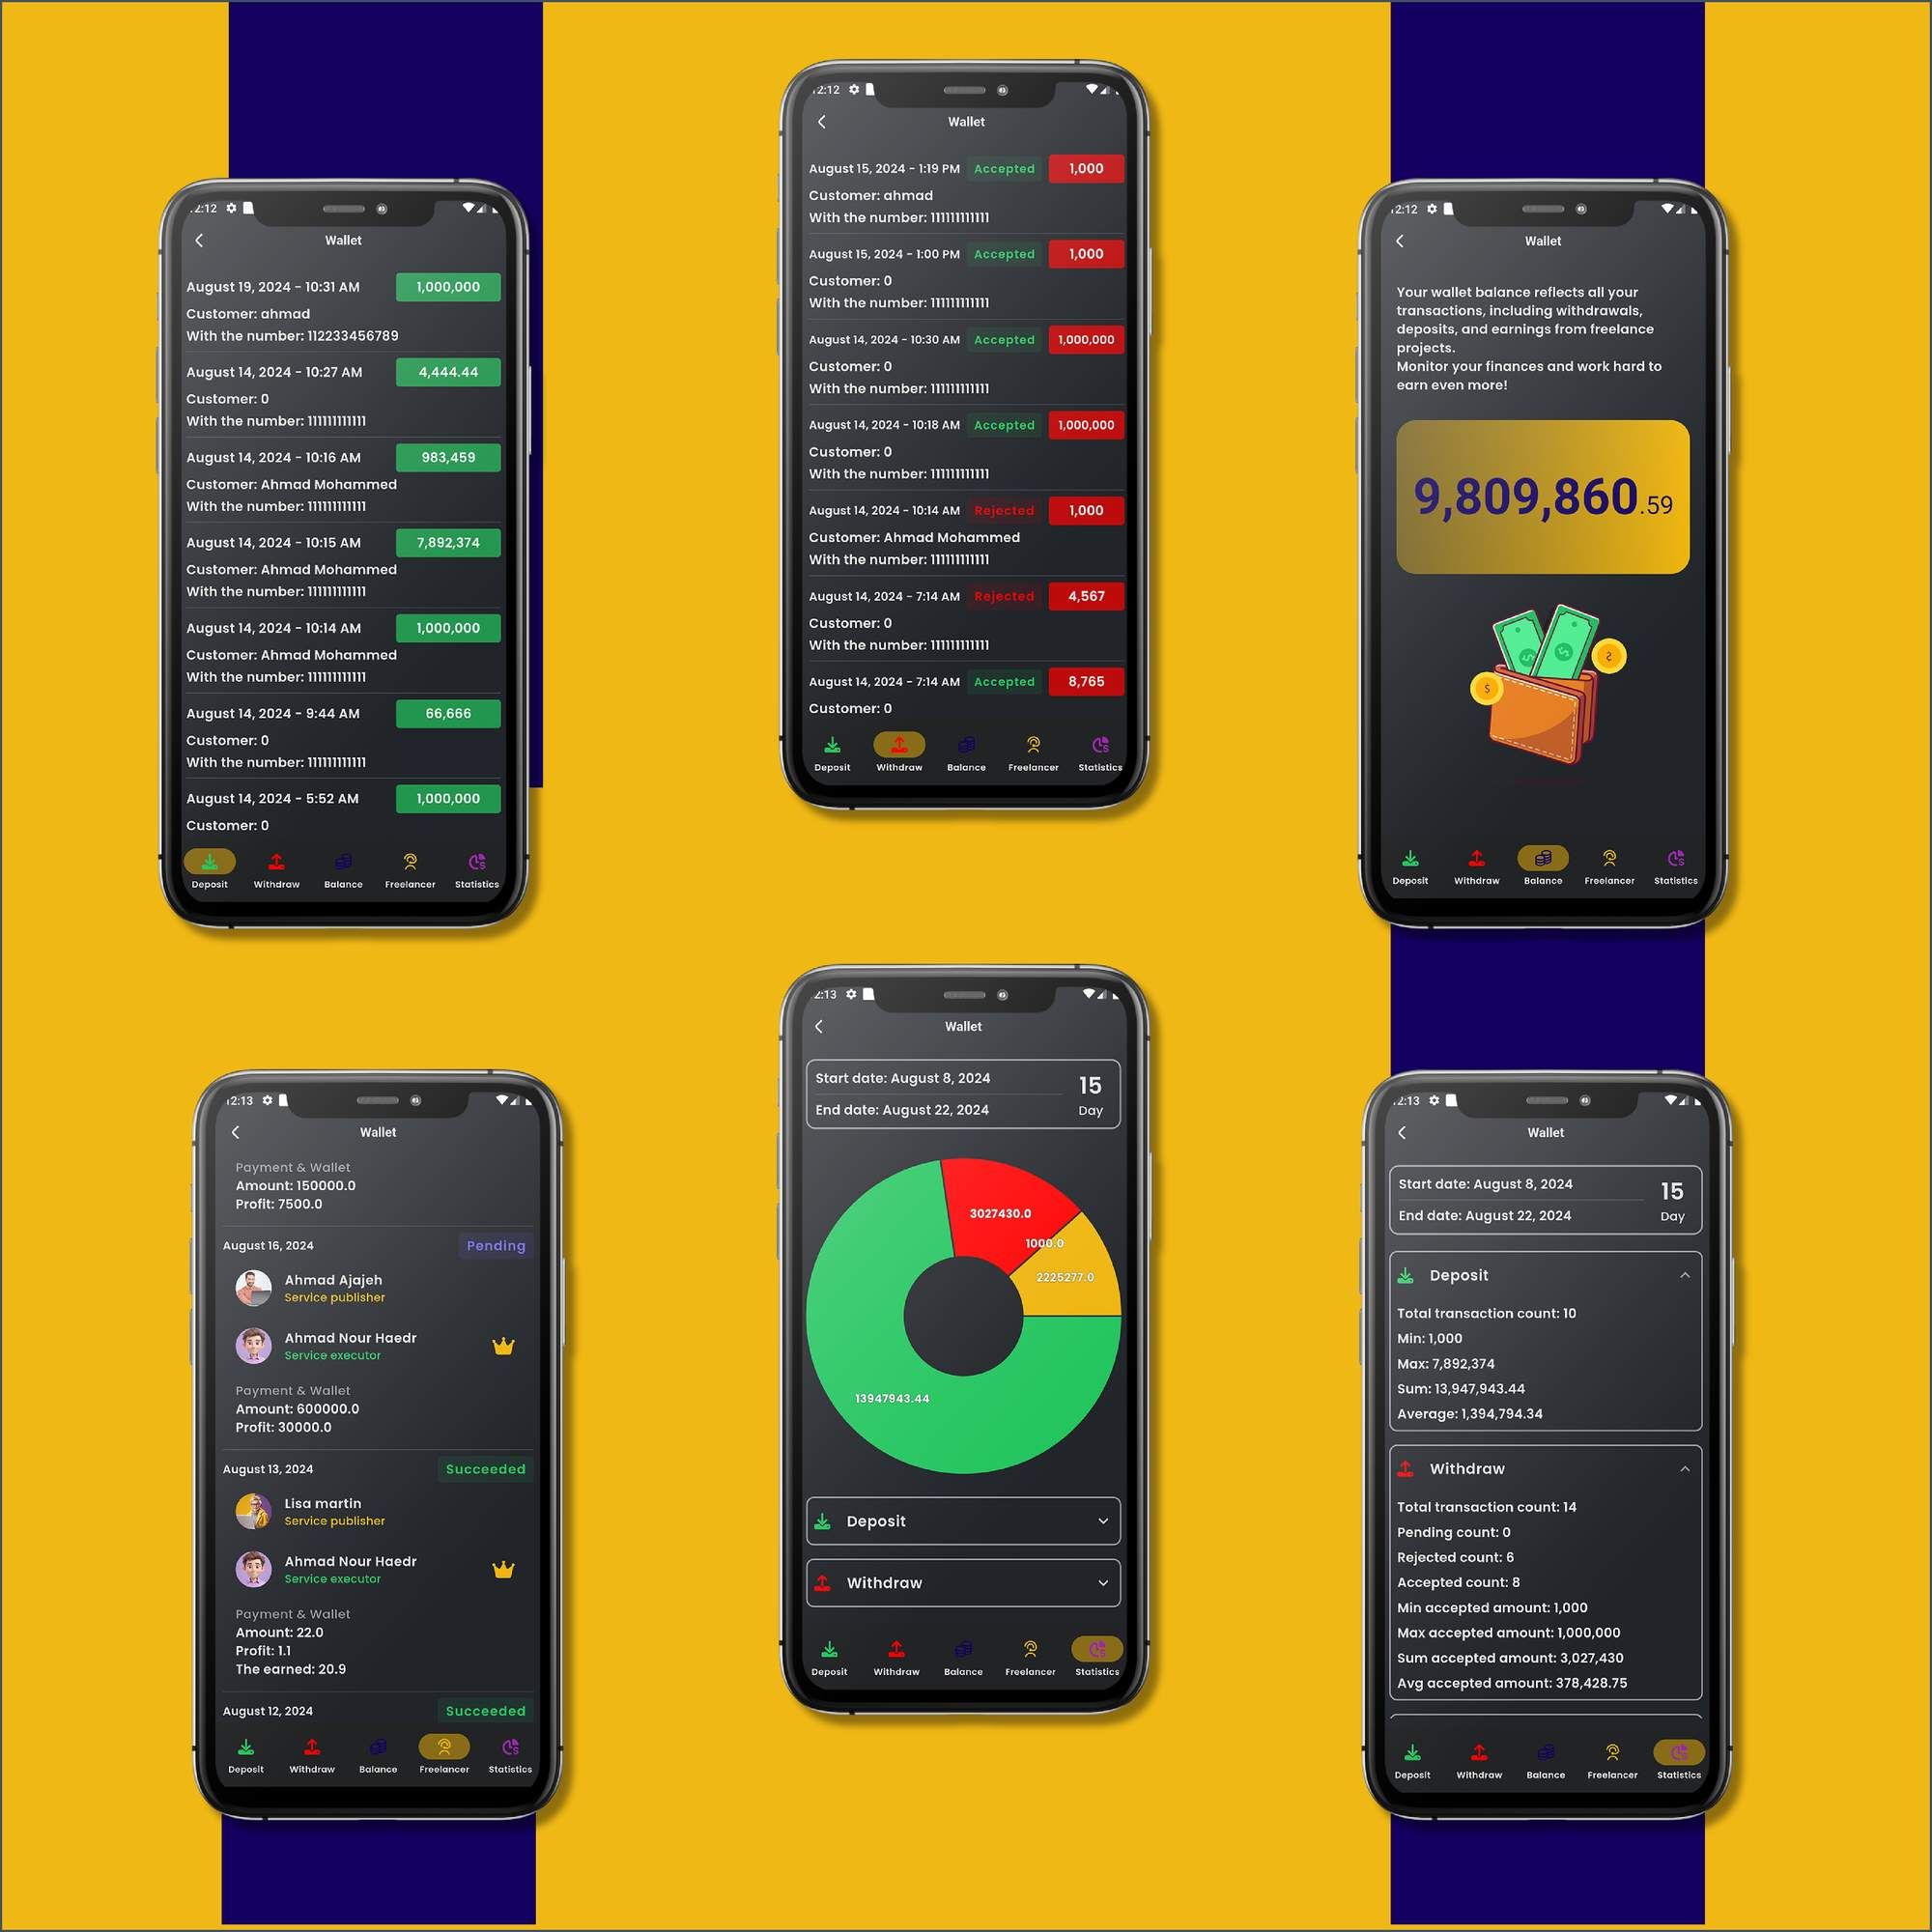 2:12
Wallet
August 19, 2024 - 10:31 AM 1,000,000
Customer: ahmad
With the number: 112233456789
August 14, 2024 - 10:27 AM 4,444.44
Customer: 0
With the number: 111111111111
August 14, 2024 - 10:16 AM 983,459
Customer: Ahmad Mohammed
With the number: 111111111111
August 14, 2024 - 10:15 AM 7,892,374
Customer: Ahmad Mohammed
With the number: 111111111111
August 14, 2024 - 10:14 AM 1,000,000
Customer: Ahmad Mohammed
With the number: 111111111111
August 14, 2024 - 9:44 AM 66,666
Customer: 0
With the number: 111111111111
August 14, 2024 - 5:52 AM 1,000,000
Customer: 0
Deposit Withdraw Balance Freelancer Statistics
12:12
Wallet
August 15, 2024 - 1:19 PM Accepted 1,000
Customer: ahmad
With the number: 111111111111
August 15, 2024 - 1:00 PM Accepted 1,000
Customer: 0
With the number: 111111111111
August 14, 2024 - 10:30 AM Accepted 1,000,000
Customer: 0
With the number: 111111111111
August 14, 2024 - 10:18 AM Accepted 1,000,000
Customer: 0
With the number: 111111111111
August 14, 2024 - 10:14 AM Rejected 1,000
Customer: Ahmad Mohammed
With the number: 111111111111
August 14, 2024 - 7:14 AM Rejected 4,567
Customer: 0
With the number: 111111111111
August 14, 2024 - 7:14 AM Accepted 8,765
Customer: 0
Deposit Withdraw Balance Freelancer Statistics
12:12
Wallet
Your wallet balance reflects all your
transactions, including withdrawals,
deposits, and earnings from freelance
projects.
Monitor your finances and work hard to
earn even more!
9,809,860.59
Deposit Withdraw Balance Freelancer Statistics
12:13
Wallet
Payment & Wallet
Amount: 150000.0
Profit: 7500.0
August 16, 2024 Pending
Ahmad Ajajeh
Service publisher
Ahmad Nour Haedr
Service executor
Payment & Wallet
Amount: 600000.0
Profit: 30000.0
August 13, 2024 Succeeded
Lisa martin
Service publisher
Ahmad Nour Haedr
Service executor
Payment & Wallet
Amount: 22.0
Profit: 1.1
The earned: 20.9
August 12, 2024 Succeeded
Deposit Withdraw Balance Freelancer Statistics
2:13
Wallet
Start date: August 8, 2024
End date: August 22, 2024
15
Day
3027430.0
1000.0
2225277.0
13947943.44
Deposit
Withdraw
Deposit Withdraw Balance Freelancer Statistics
2:13
Wallet
Start date: August 8, 2024
End date: August 22, 2024
15
Day
Deposit
Total transaction count: 10
Min: 1,000
Max: 7,892,374
Sum: 13,947,943.44
Average: 1,394,794.34
Withdraw
Total transaction count: 14
Pending count: 0
Rejected count: 6
Accepted count: 8
Min accepted amount: 1,000
Max accepted amount: 1,000,000
Sum accepted amount: 3,027,430
Avg accepted amount: 378,428.75
Deposit Withdraw Balance Freelancer Statistics